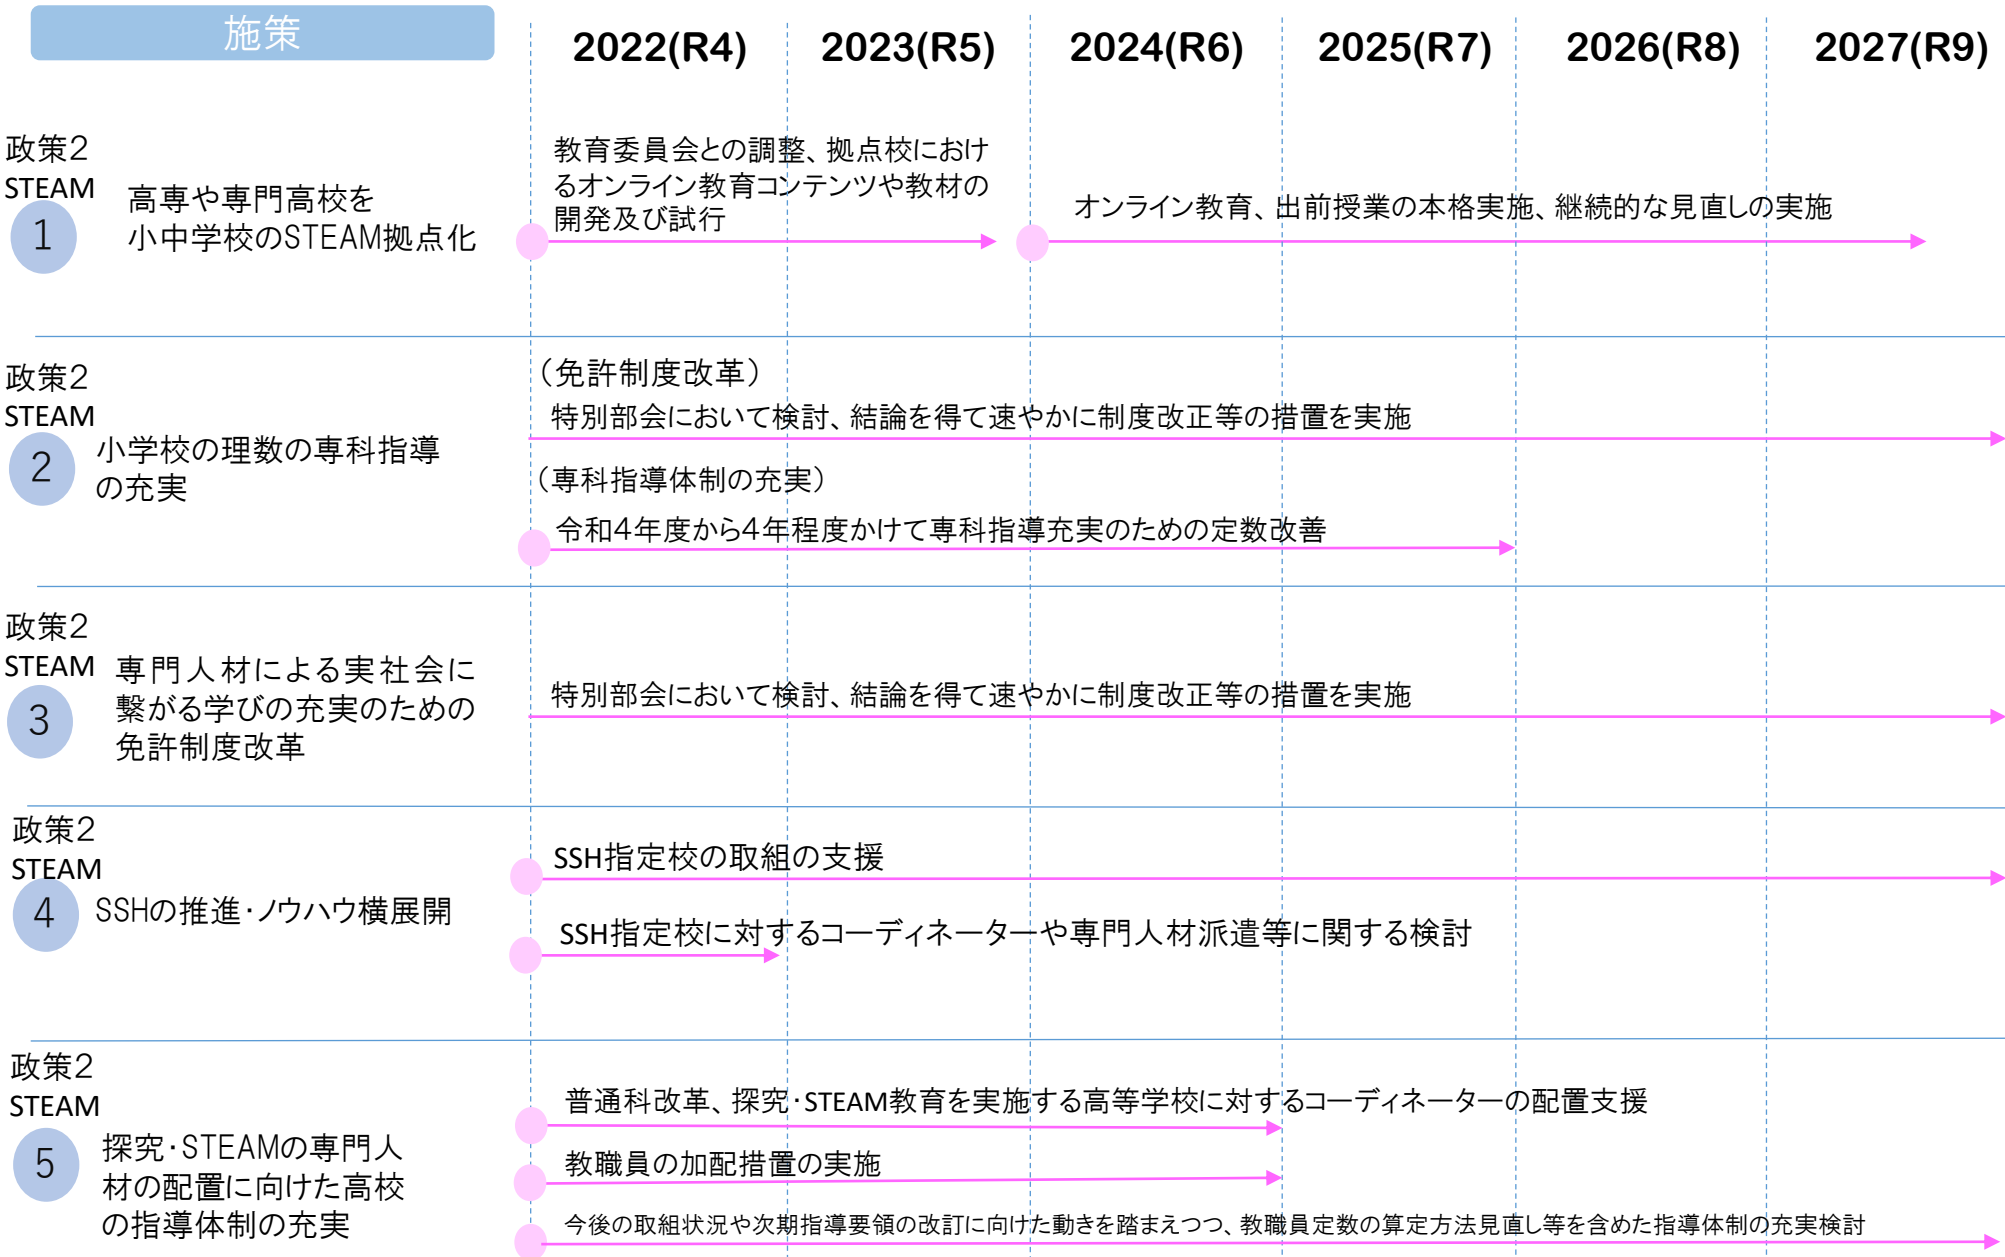 施策
2022(R4)
2023(R5)
2024(R6)
2025(R7)
2026(R8)
2027(R9)
政策2
STEAM
1
高専や専門高校を
小中学校のSTEAM拠点化
教育委員会との調整、拠点校におけ
るオンライン教育コンテンツや教材の
開発及び試行
オンライン教育、出前授業の本格実施、継続的な見直しの実施
政策2
STEAM
2
小学校の理数の専科指導
の充実
（免許制度改革）
特別部会において検討、結論を得て速やかに制度改正等の措置を実施
（専科指導体制の充実）
令和4年度から4年程度かけて専科指導充実のための定数改善
政策2
STEAM
3
専門人材による実社会に
繋がる学びの充実のための
免許制度改革
特別部会において検討、結論を得て速やかに制度改正等の措置を実施
政策2
STEAM
4
SSHの推進・ノウハウ横展開
SSH指定校の取組の支援
SSH指定校に対するコーディネーターや専門人材派遣等に関する検討
政策2
STEAM
5
探究・STEAMの専門人
材の配置に向けた高校
の指導体制の充実
普通科改革、探究・STEAM教育を実施する高等学校に対するコーディネーターの配置支援
教職員の加配措置の実施
今後の取組状況や次期指導要領の改訂に向けた動きを踏まえつつ、教職員定数の算定方法見直し等を含めた指導体制の充実検討